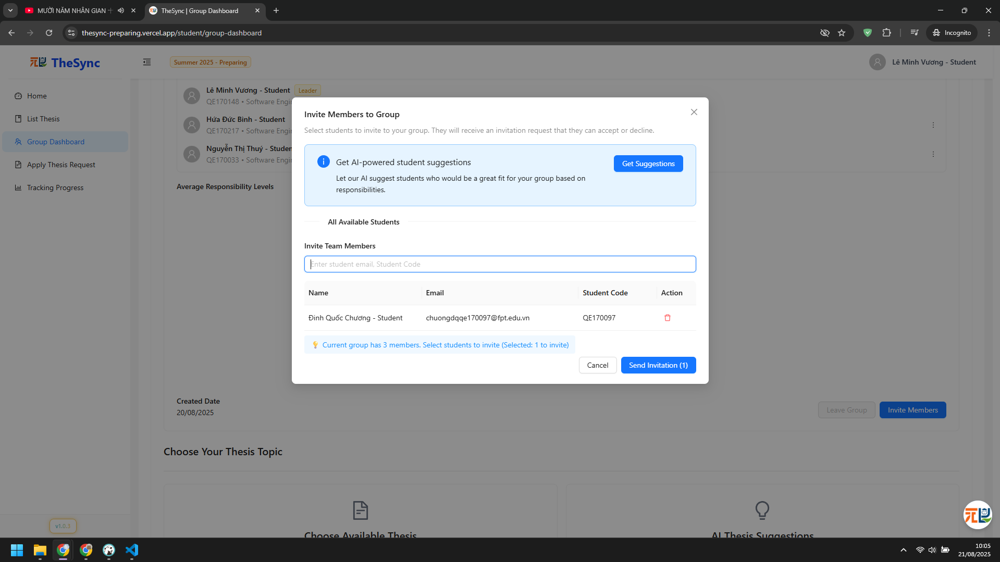 MƯỜI NĂM NHÂN GIAN
TheSync | Group Dashboard
thesync-preparing.vercel.app/student/group-dashboard
Incognito
TheSync
Summer 2025 - Preparing
Lê Minh Vương - Student
Home
List Thesis
Group Dashboard
Apply Thesis Request
Tracking Progress
v1.0.3
Lê Minh Vương - Student
Leader
QE170148 • Software Engin
Hứa Đức Bình - Student
QE170217 • Software Engin
Nguyễn Thị Thuý - Studen
QE170033 • Software Engin
Average Responsibility Levels
Invite Members to Group
Select students to invite to your group. They will receive an invitation request that they can accept or decline.
Get AI-powered student suggestions
Get Suggestions
Let our AI suggest students who would be a great fit for your group based on
responsibilities.
All Available Students
Invite Team Members
Enter student email, Student Code
Name Email Student Code Action
Đinh Quốc Chương - Student chuongdqqe170097@fpt.edu.vn QE170097
Current group has 3 members. Select students to invite (Selected: 1 to invite)
Cancel
Send Invitation (1)
Created Date
20/08/2025
Leave Group
Invite Members
Choose Your Thesis Topic
Choose Available Thesis
AI Thesis Suggestions
10:05
21/08/2025